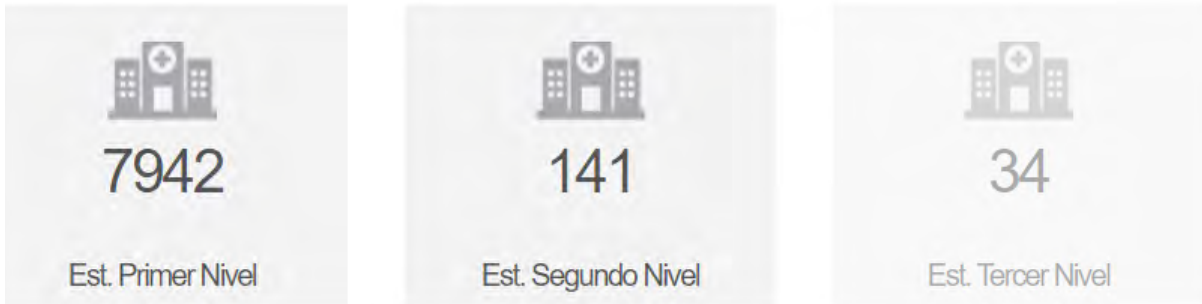 7942
Est. Primer Nivel
141
Est. Segundo Nivel
34
Est. Tercer Nivel